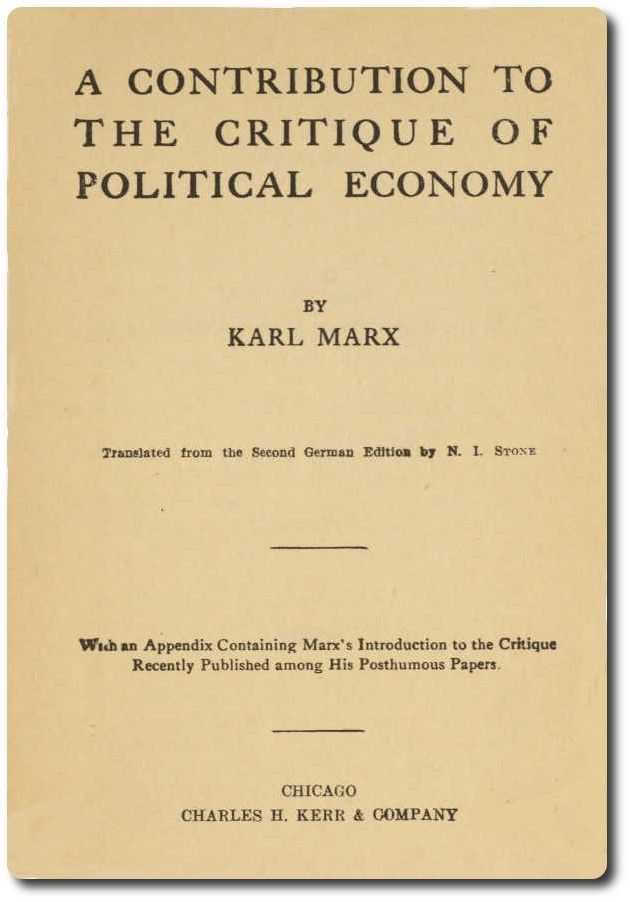 A CONTRIBUTION TO
THE CRITIQUE OF
POLITICAL ECONOMY
BY
KARL MARX
Translated from the Second German Edition by N. I. STONE
With an Appendix Containing Marx's Introduction to the Critique
Recently Published among His Posthumous Papers.
CHICAGO
CHARLES H. KERR & COMPANY